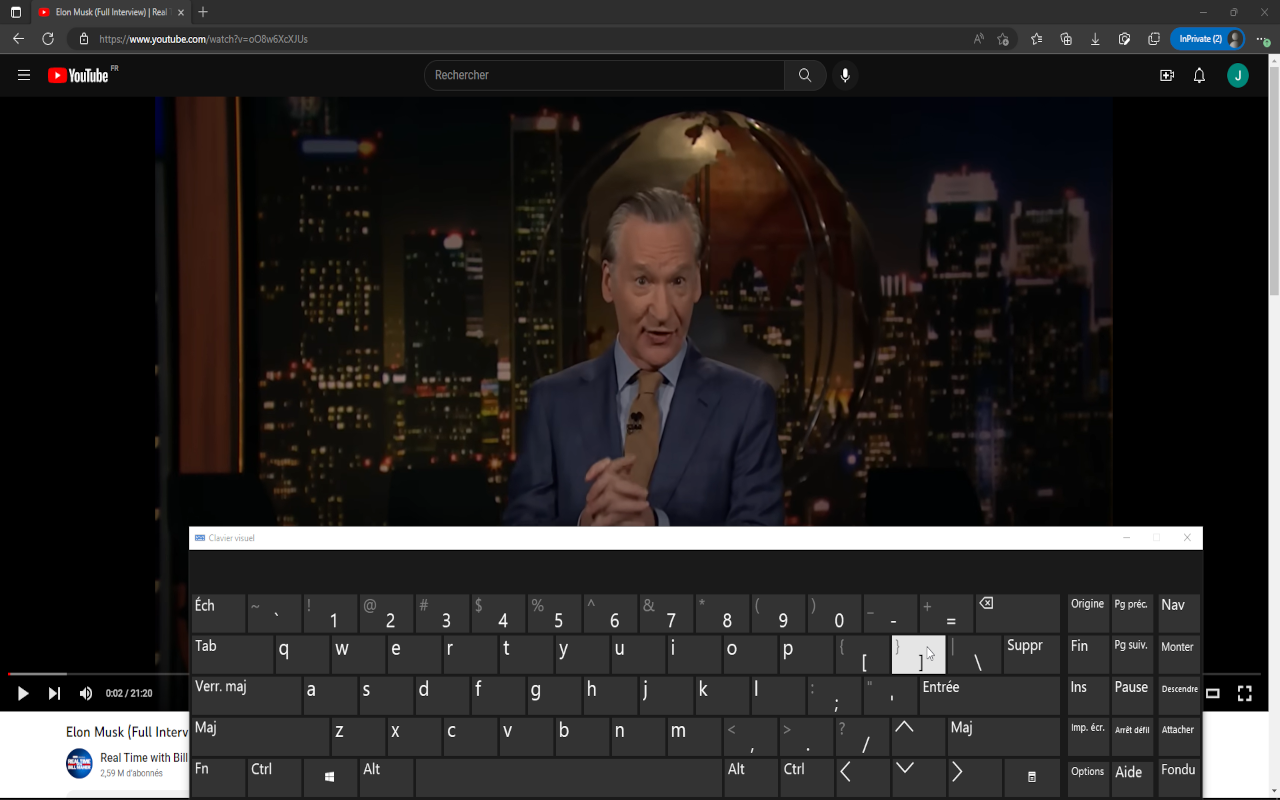 Elon Musk (Full Interview) | Real T
https://www.youtube.com/watch?v=oO8w6XcXJUs
InPrivate (2)
YouTube FR
Rechercher
J
0:02 / 21:20
Elon Musk (Full Interv
Real Time with Bill
2,59 M d'abonnés
Clavier visuel
Éch ~ ` ! 1 @ 2 # 3 $ 4 % 5 ^ 6 & 7 * 8 ( 9 ) 0 _ - + = Origine Pg préc. Nav
Tab q w e r t y u i o p { [ } ] | \ Suppr Fin Pg suiv. Monter
Verr. maj a s d f g h j k l : ; " ' Entrée Ins Pause Descendre
Maj z x c v b n m < , > . ? / Maj Imp. écr. Arrêt défil Attacher
Fn Ctrl Alt Alt Ctrl Options Aide Fondu